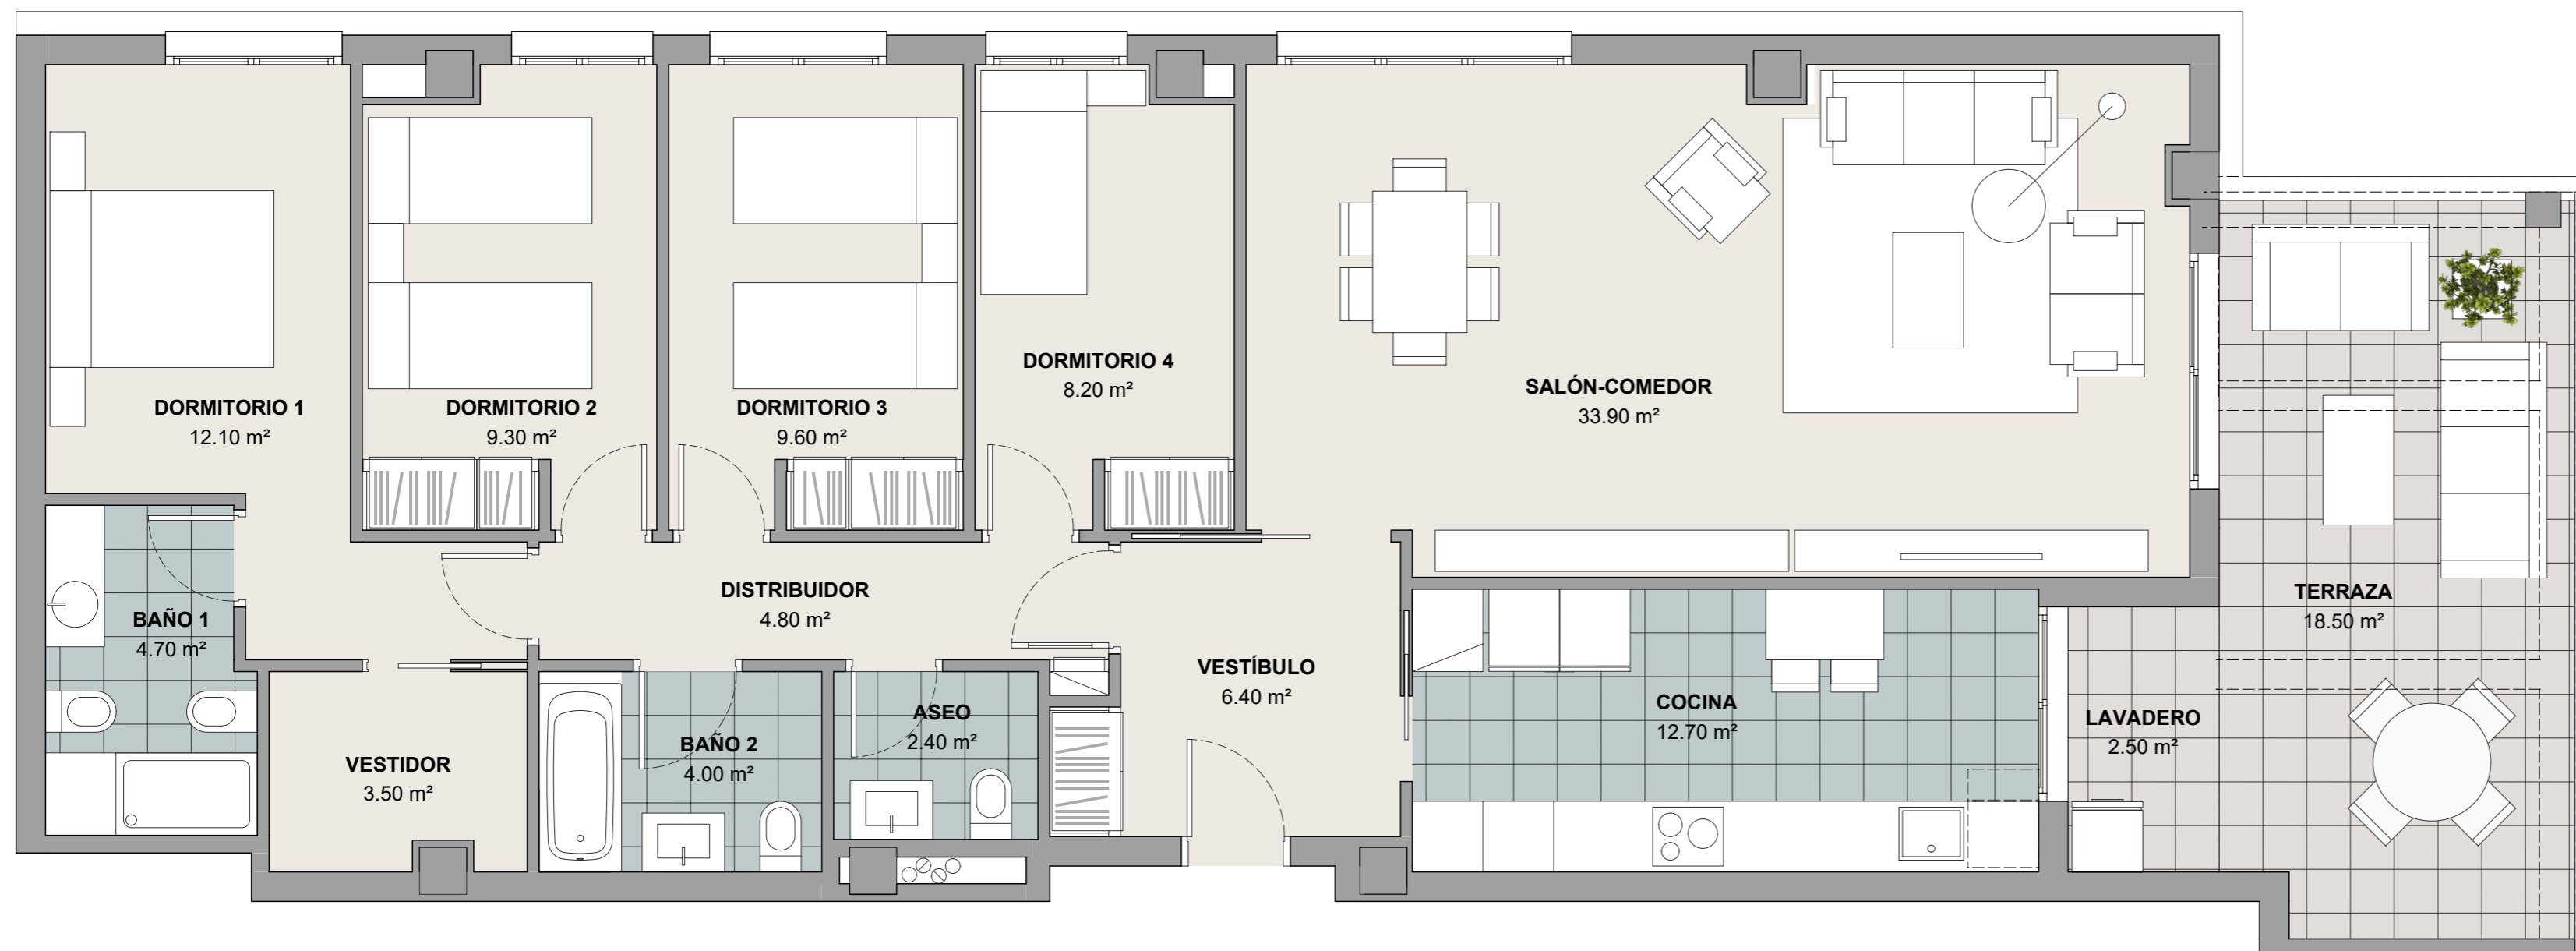 DORMITORIO 1
12.10 m²
DORMITORIO 2
9.30 m²
DORMITORIO 3
9.60 m²
DORMITORIO 4
8.20 m²
SALÓN-COMEDOR
33.90 m²
BAÑO 1
4.70 m²
DISTRIBUIDOR
4.80 m²
TERRAZA
18.50 m²
VESTIDOR
3.50 m²
BAÑO 2
4.00 m²
ASEO
2.40 m²
VESTÍBULO
6.40 m²
COCINA
12.70 m²
LAVADERO
2.50 m²